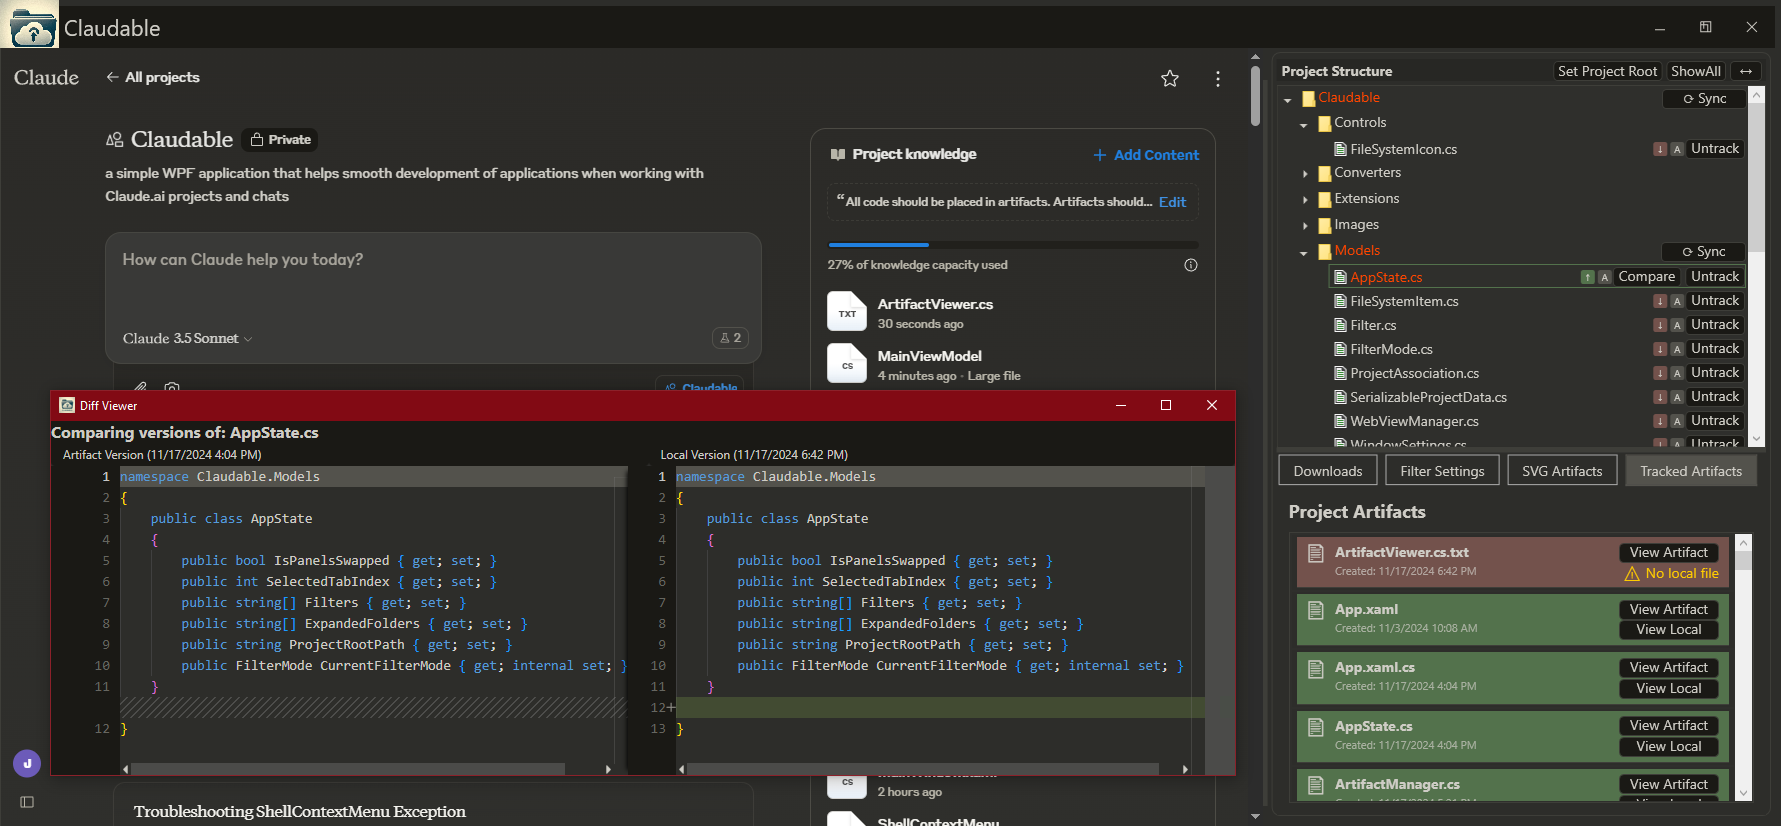 Claudable
Claude
← All projects
Claudable
Private
a simple WPF application that helps smooth development of applications when working with
Claude.ai projects and chats
How can Claude help you today?
Claude 3.5 Sonnet
2
Claudable
Project knowledge
+ Add Content
“All code should be placed in artifacts. Artifacts should... Edit
27% of knowledge capacity used
TXT
ArtifactViewer.cs
30 seconds ago
CS
MainViewModel
4 minutes ago · Large file
Diff Viewer
Comparing versions of: AppState.cs
Artifact Version (11/17/2024 4:04 PM)
1 namespace Claudable.Models
2 {
3 public class AppState
4 {
5 public bool IsPanelsSwapped { get; set; }
6 public int SelectedTabIndex { get; set; }
7 public string[] Filters { get; set; }
8 public string[] ExpandedFolders { get; set; }
9 public string ProjectRootPath { get; set; }
10 public FilterMode CurrentFilterMode { get; internal set; }
11 }
12 }
Local Version (11/17/2024 6:42 PM)
1 namespace Claudable.Models
2 {
3 public class AppState
4 {
5 public bool IsPanelsSwapped { get; set; }
6 public int SelectedTabIndex { get; set; }
7 public string[] Filters { get; set; }
8 public string[] ExpandedFolders { get; set; }
9 public string ProjectRootPath { get; set; }
10 public FilterMode CurrentFilterMode { get; internal set; }
11 }
12+
13 }
J
Troubleshooting ShellContextMenu Exception
CS
2 hours ago
ShellContextMenu
Project Structure
Set Project Root
ShowAll
↔
Claudable
⟳ Sync
Controls
FileSystemIcon.cs ↓ A Untrack
Converters
Extensions
Images
Models
⟳ Sync
AppState.cs ↑ A Compare Untrack
FileSystemItem.cs ↓ A Untrack
Filter.cs ↓ A Untrack
FilterMode.cs ↓ A Untrack
ProjectAssociation.cs ↓ A Untrack
SerializableProjectData.cs ↓ A Untrack
WebViewManager.cs ↓ A Untrack
WindowSettings.cs ↓ A Untrack
Downloads
Filter Settings
SVG Artifacts
Tracked Artifacts
Project Artifacts
ArtifactViewer.cs.txt
Created: 11/17/2024 6:42 PM
View Artifact
No local file
App.xaml
Created: 11/3/2024 10:08 AM
View Artifact
View Local
App.xaml.cs
Created: 11/17/2024 4:04 PM
View Artifact
View Local
AppState.cs
Created: 11/17/2024 4:04 PM
View Artifact
View Local
ArtifactManager.cs
View Artifact